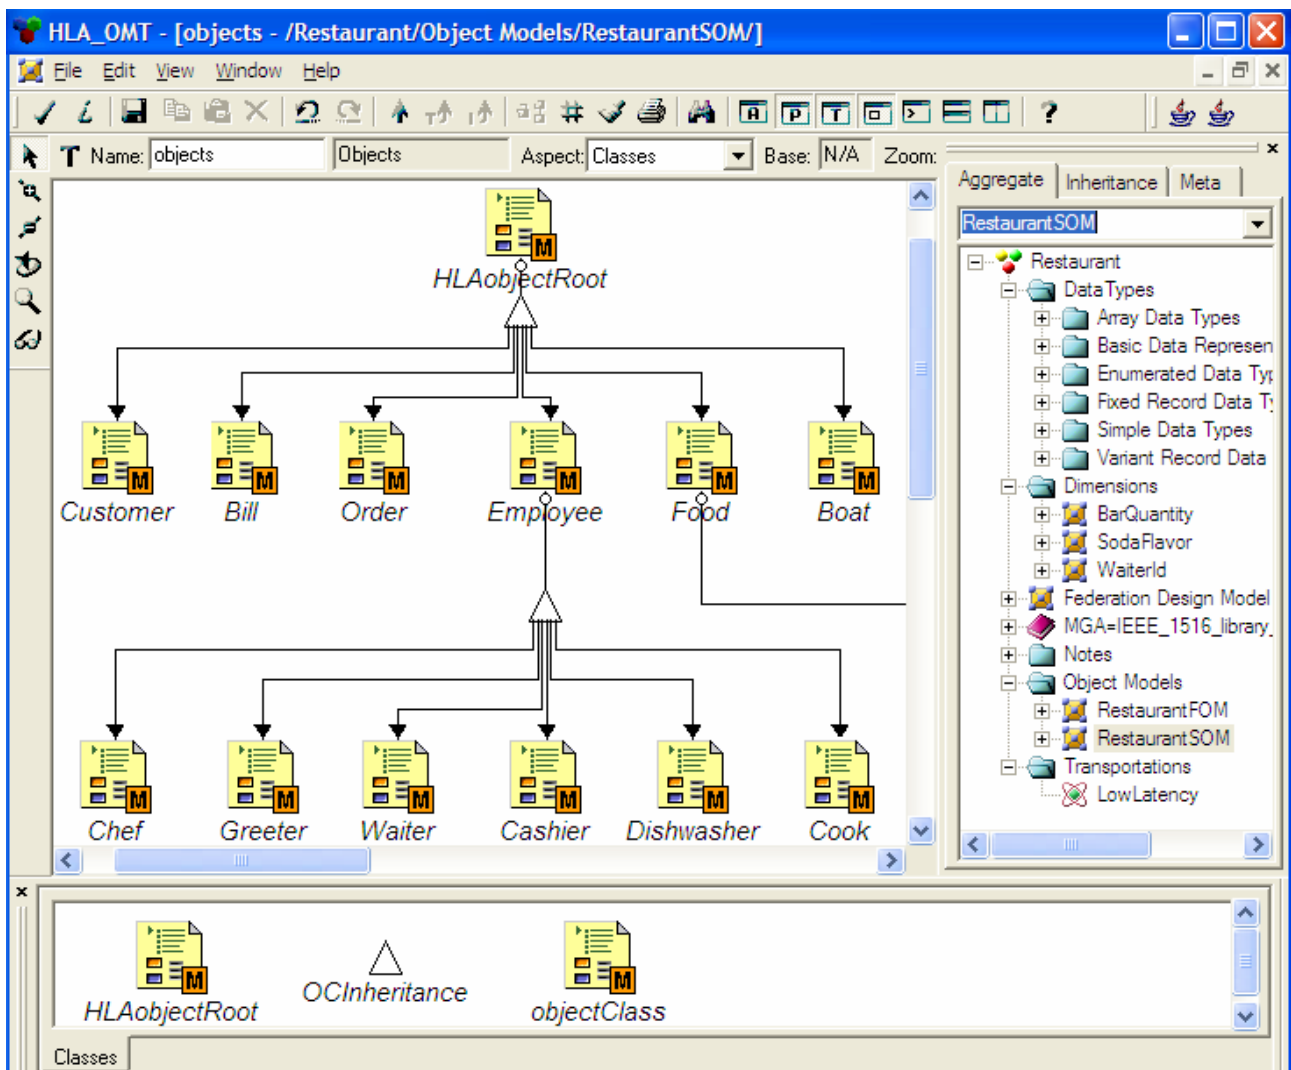 HLA_OMT - [objects - /Restaurant/Object Models/RestaurantSOM/]
File Edit View Window Help
T Name: objects Objects Aspect: Classes Base: N/A Zoom:
Aggregate Inheritance Meta
RestaurantSOM
HLAobjectRoot
Customer Bill Order Employee Food Boat
Chef Greeter Waiter Cashier Dishwasher Cook
Restaurant
DataTypes
Array Data Types
Basic Data Represen
Enumerated Data Typ
Fixed Record Data Ty
Simple Data Types
Variant Record Data
Dimensions
BarQuantity
SodaFlavor
WaiterId
Federation Design Model
MGA=IEEE_1516_library_
Notes
Object Models
RestaurantFOM
RestaurantSOM
Transportations
LowLatency
HLAobjectRoot OCInheritance objectClass
Classes